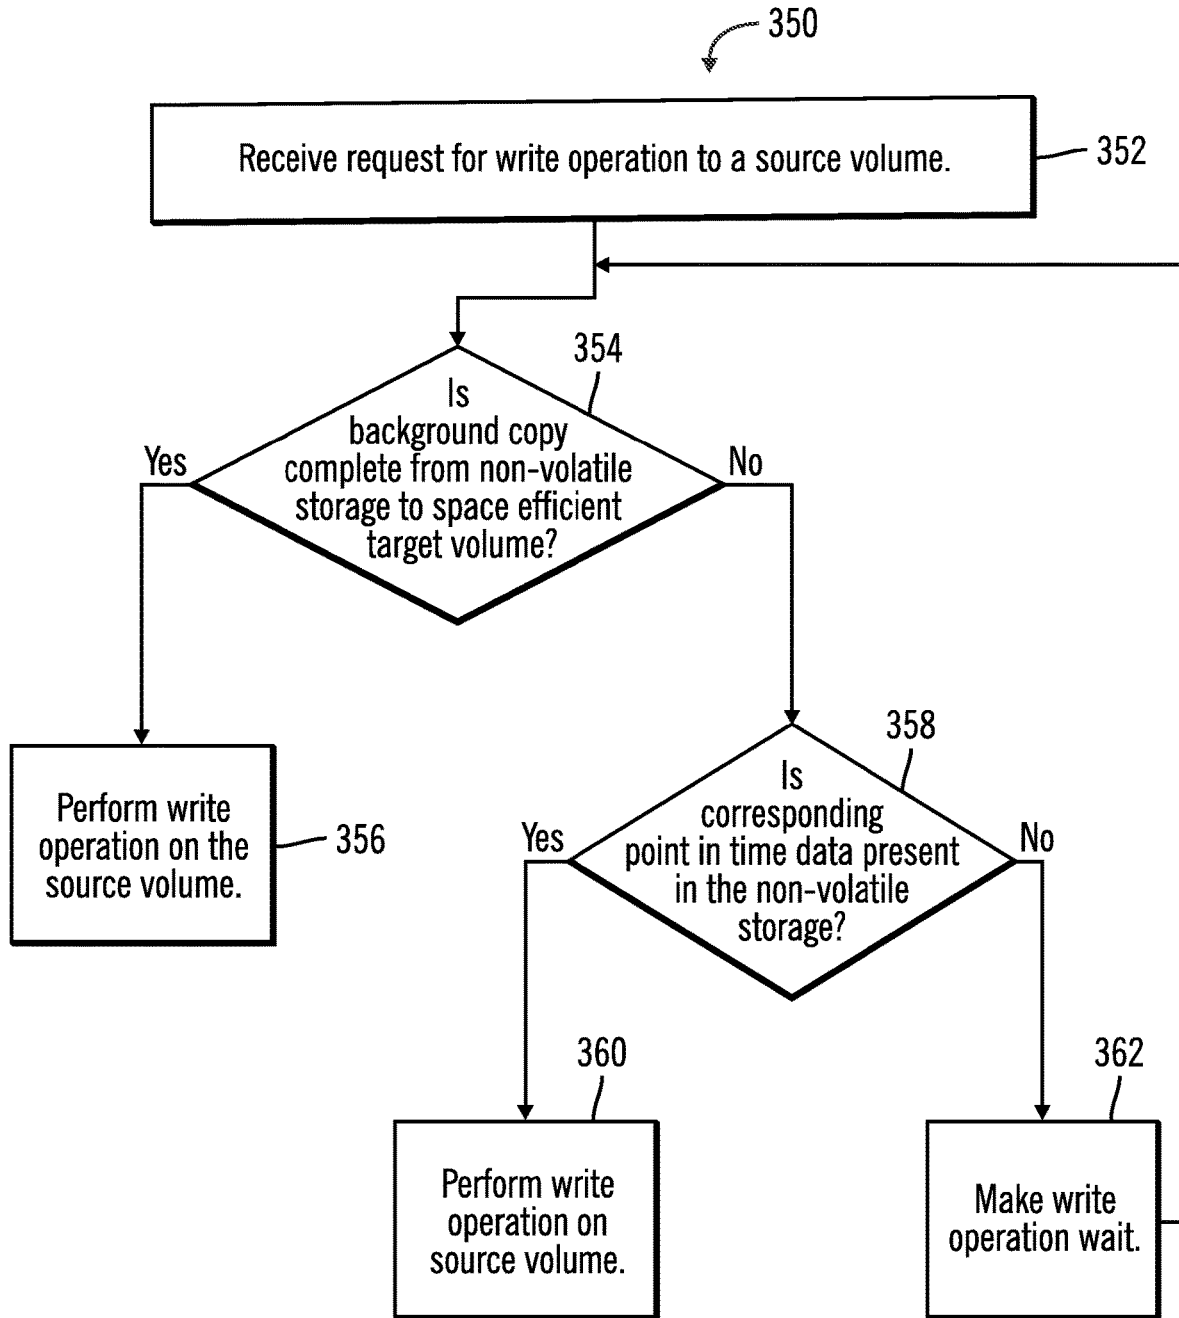 350
Receive request for write operation to a source volume.
352
354
Is
background copy
complete from non-volatile
storage to space efficient
target volume?
Yes
No
358
Is
corresponding
point in time data present
in the non-volatile
storage?
Yes
No
Perform write
operation on the
source volume.
356
360
Perform write
operation on
source volume.
362
Make write
operation wait.